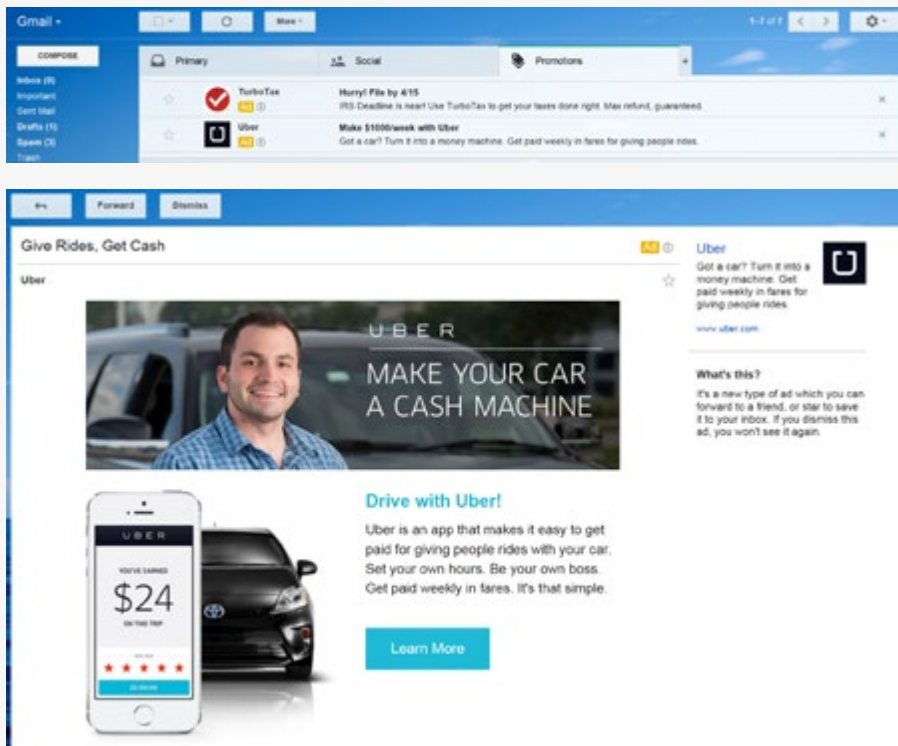 Gmail
More
1–2 of 2
COMPOSE
Inbox (9)
Important
Sent Mail
Drafts (1)
Spam (3)
Trash
Primary
Social
Promotions
+
TurboTax
Ad
Hurry! File by 4/15
IRS Deadline is near! Use TurboTax to get your taxes done right. Max refund, guaranteed.
Uber
Ad
Make $1000/week with Uber
Got a car? Turn it into a money machine. Get paid weekly in fares for giving people rides.
Forward
Dismiss
Give Rides, Get Cash
Ad
Uber
UBER
MAKE YOUR CAR
A CASH MACHINE
UBER
YOU'VE EARNED
$24
ON THIS TRIP
Drive with Uber!
Uber is an app that makes it easy to get
paid for giving people rides with your car.
Set your own hours. Be your own boss.
Get paid weekly in fares. It's that simple.
Learn More
Uber
Got a car? Turn it into a
money machine. Get
paid weekly in fares for
giving people rides.
www.uber.com
What's this?
It's a new type of ad which you can
forward to a friend, or star to save
it to your inbox. If you dismiss this
ad, you won't see it again.